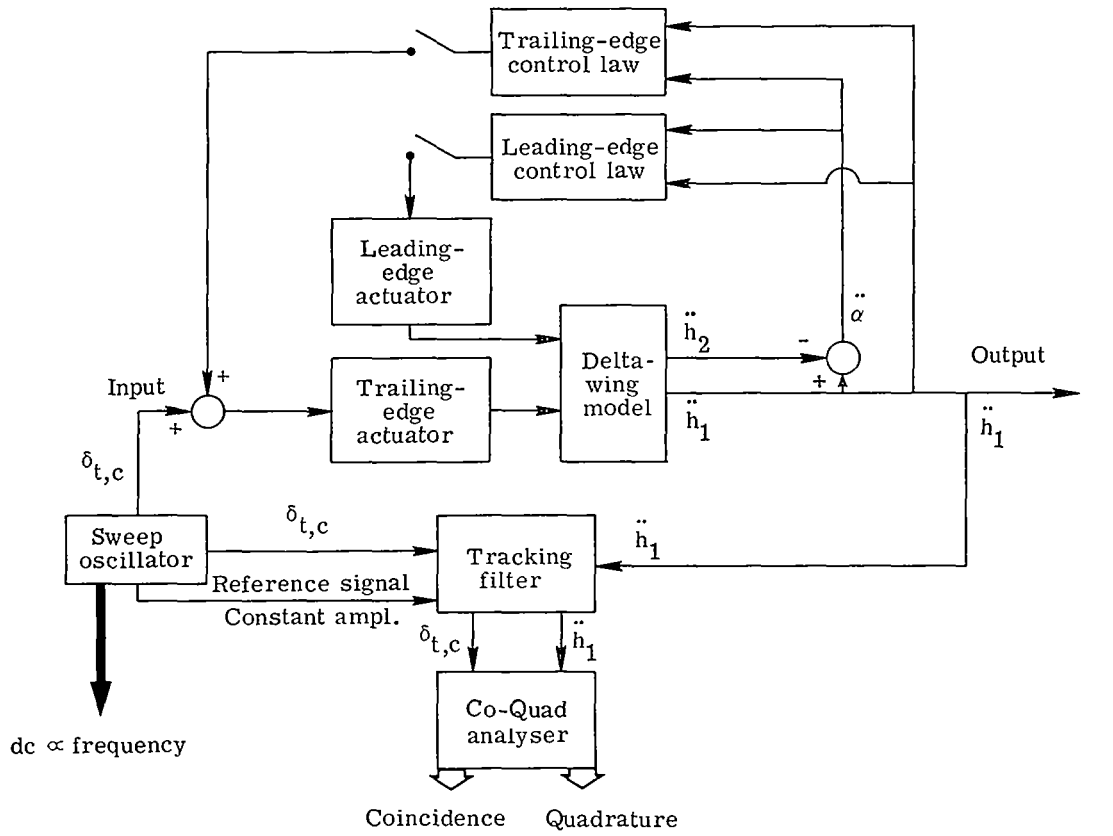 Trailing-edge
control law
Leading-edge
control law
Leading-
edge
actuator
ḧ2
α̈
-
Delta-
wing
model
Output
Input
+
Trailing-
edge
actuator
+
ḧ1
ḧ1
+
δt,c
Sweep
oscillator
δt,c
Tracking
filter
ḧ1
Reference signal
Constant ampl.
δt,c
ḧ1
Co-Quad
analyser
dc ∝ frequency
Coincidence
Quadrature